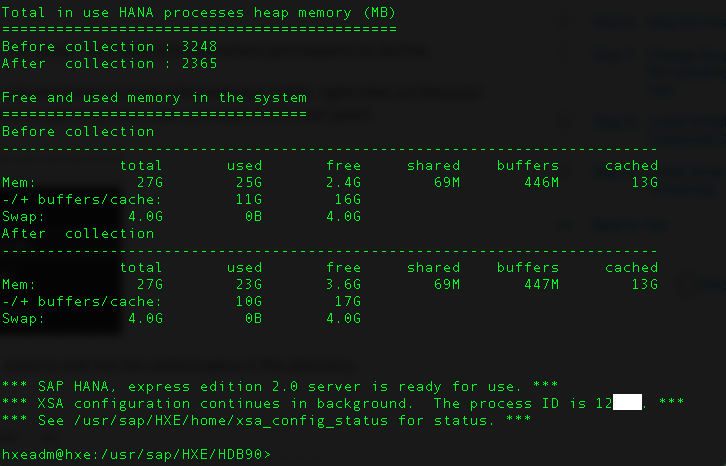 Total in use HANA processes heap memory (MB)
============================================
Before collection : 3248
After  collection : 2365
Free and used memory in the system
==================================
Before collection
-------------------------------------------------------------------------
             total       used       free     shared    buffers     cached
Mem:           27G        25G       2.4G        69M       446M        13G
-/+ buffers/cache:        11G        16G
Swap:         4.0G         0B       4.0G
After  collection
-------------------------------------------------------------------------
             total       used       free     shared    buffers     cached
Mem:           27G        23G       3.6G        69M       447M        13G
-/+ buffers/cache:        10G        17G
Swap:         4.0G         0B       4.0G
*** SAP HANA, express edition 2.0 server is ready for use. ***
*** XSA configuration continues in background.  The process ID is 12   . ***
*** See /usr/sap/HXE/home/xsa_config_status for status. ***
hxeadm@hxe:/usr/sap/HXE/HDB90>